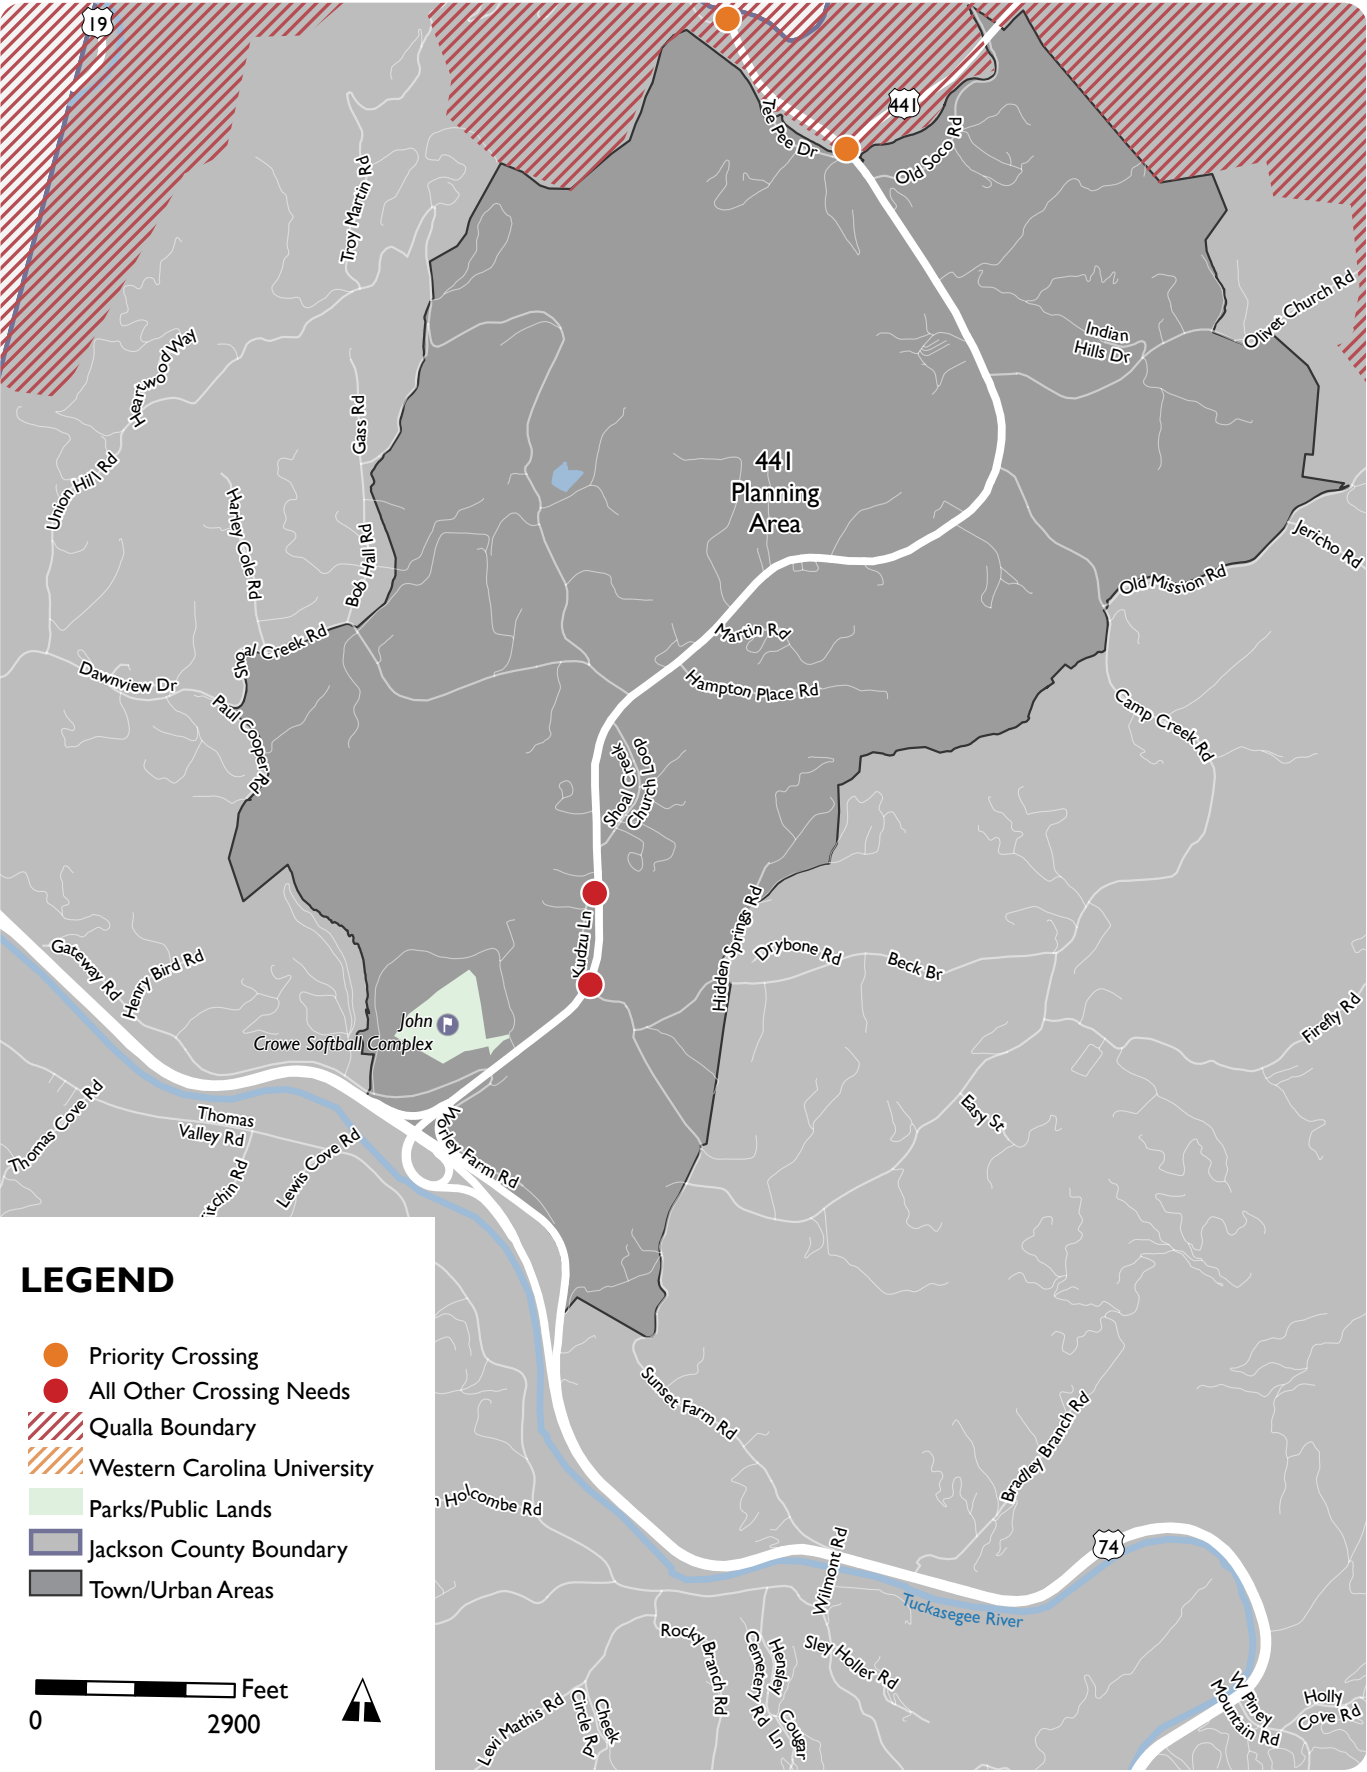 19
441
Tee Pee Dr
Old Soco Rd
Troy Martin Rd
Olivet Church Rd
Indian
Hills Dr
Heartwood Way
Gass Rd
Union Hill Rd
441
Planning
Area
Harley Cole Rd
Bob Hall Rd
Jericho Rd
Old Mission Rd
Shoal Creek Rd
Martin Rd
Dawnview Dr
Hampton Place Rd
Paul Cooper Rd
Camp Creek Rd
Shoal Creek
Church Loop
Hidden Springs Rd
Kudzu Ln
Gateway Rd
Henry Bird Rd
Drybone Rd
Beck Br
John
Crowe Softball Complex
Firefly Rd
Thomas Cove Rd
Thomas
Valley Rd
Easy St
Worley Farm Rd
Lewis Cove Rd
itchin Rd
LEGEND
Priority Crossing
All Other Crossing Needs
Qualla Boundary
Western Carolina University
Parks/Public Lands
Jackson County Boundary
Town/Urban Areas
Feet
0
2900
Sunset Farm Rd
Bradley Branch Rd
Holcombe Rd
74
Wilmont Rd
Tuckasegee River
Rocky Branch Rd
Cemetery Rd
Hensley
Sley Holler Rd
Levi Mathis Rd
Cheek
Circle Rd
Cougar
Ln
W Piney
Mountain Rd
Holly
Cove Rd